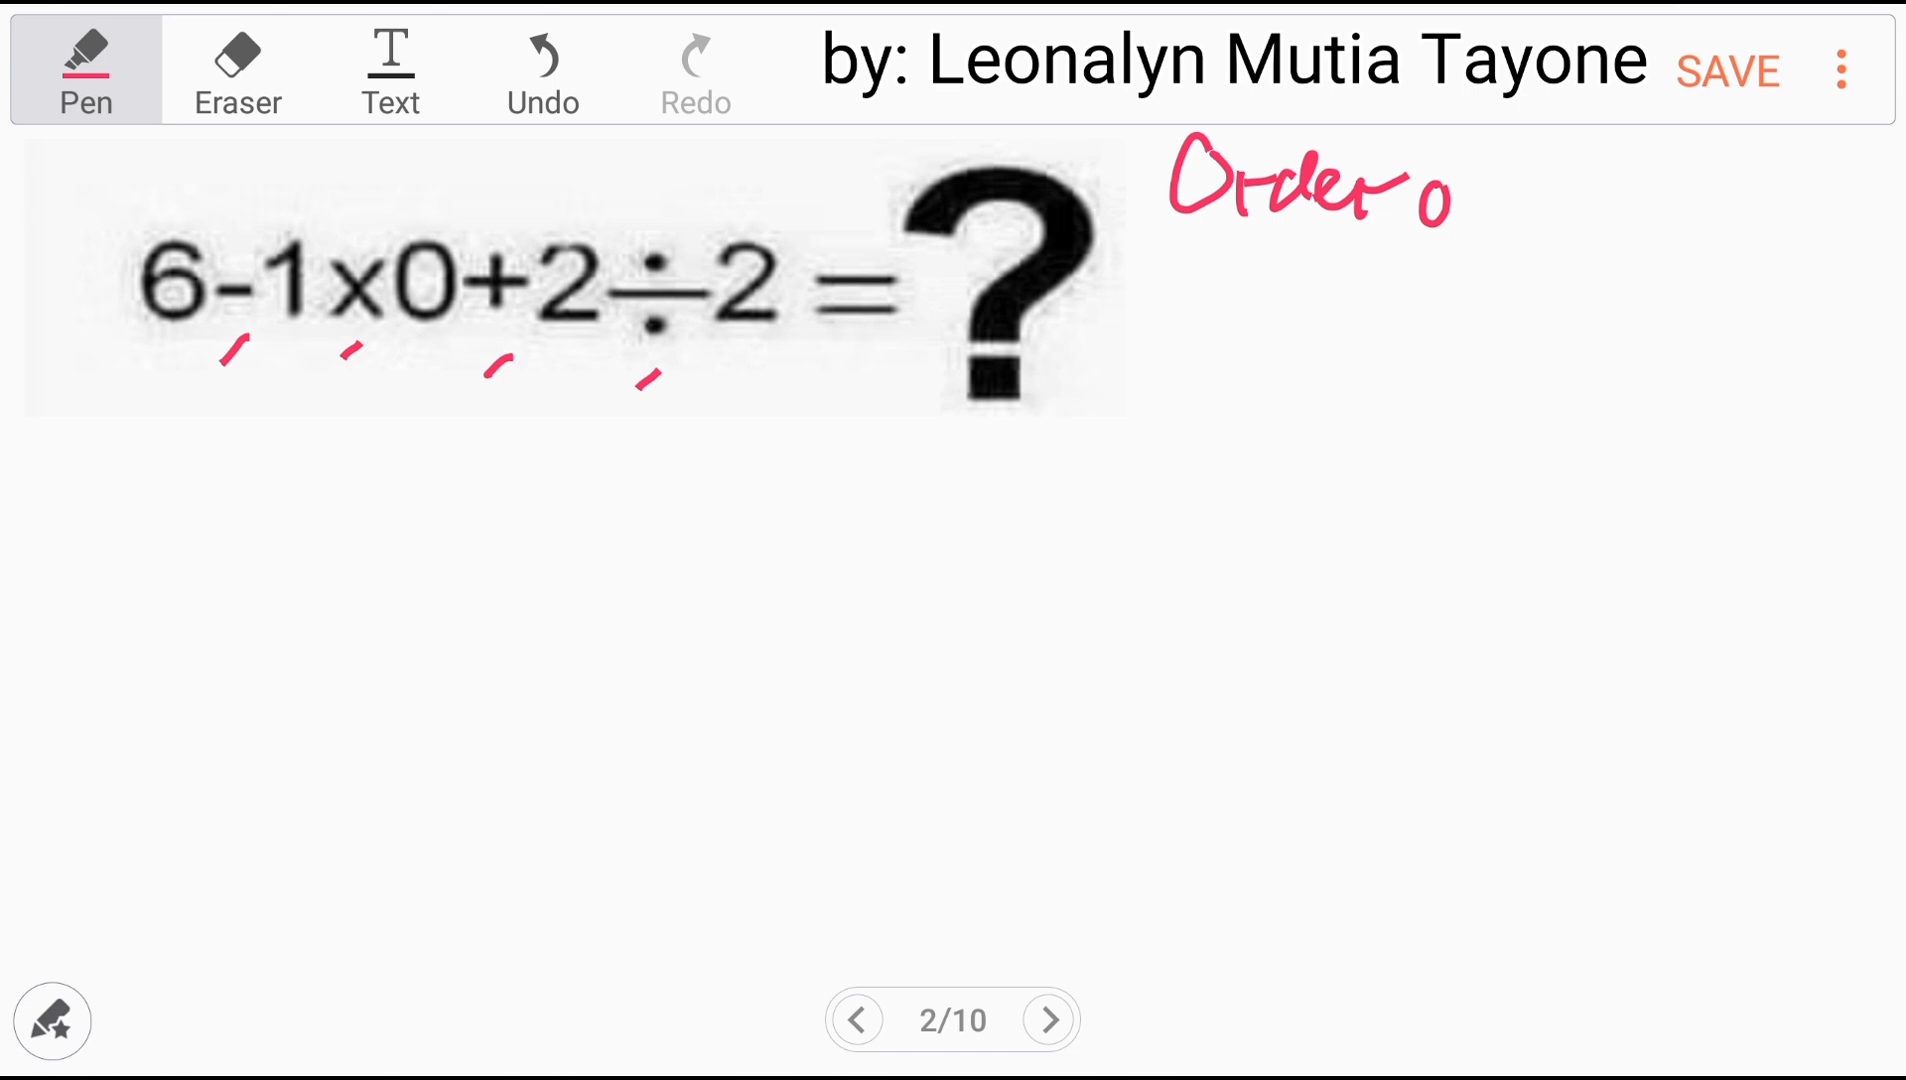 by: Leonalyn Mutia Tayone SAVE
Pen Eraser Text Undo Redo
Order o
6-1x0+2÷2 = ?
2/10